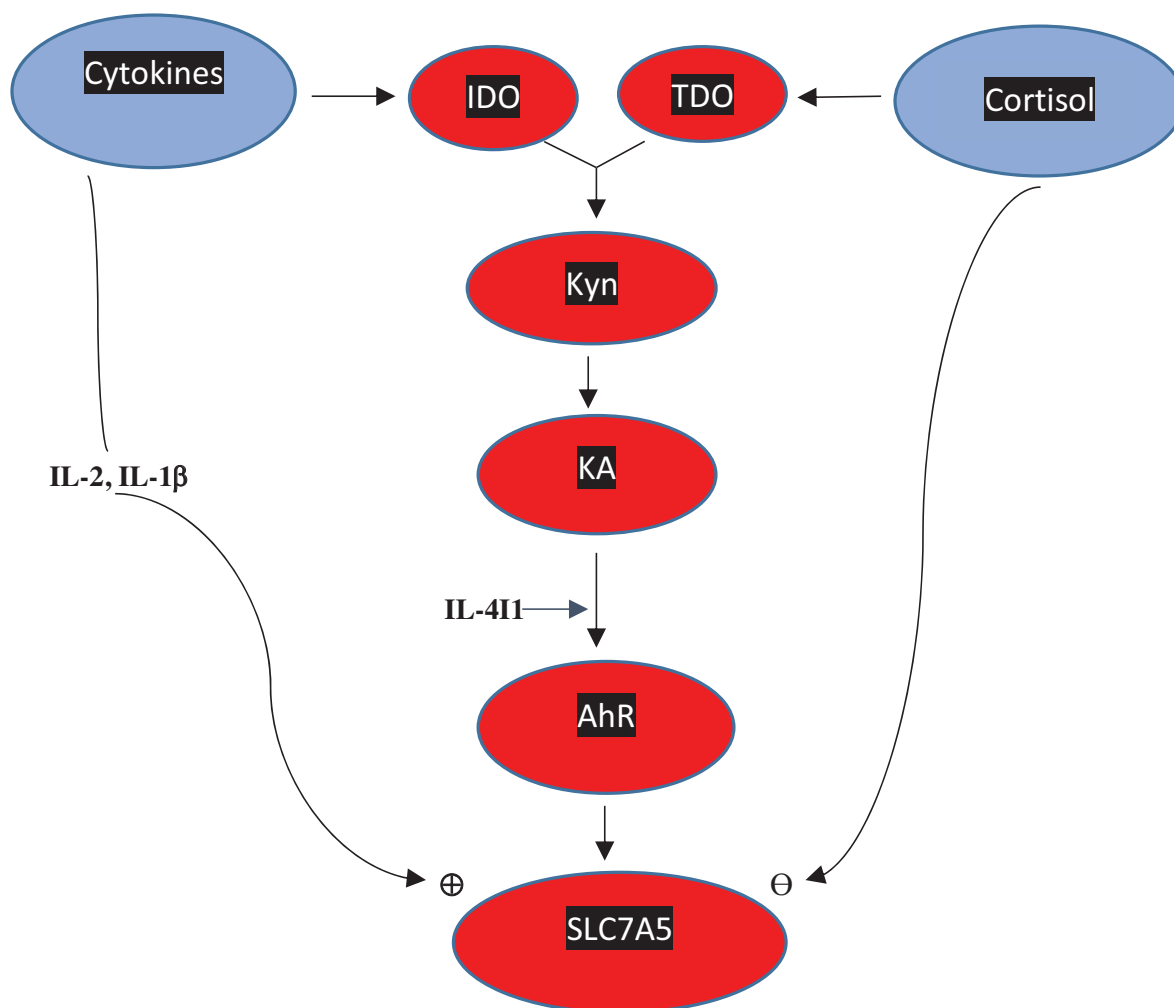 Cytokines
IDO
TDO
Cortisol
Kyn
KA
IL-2, IL-1β
IL-4I1
AhR
⊕
⊖
SLC7A5